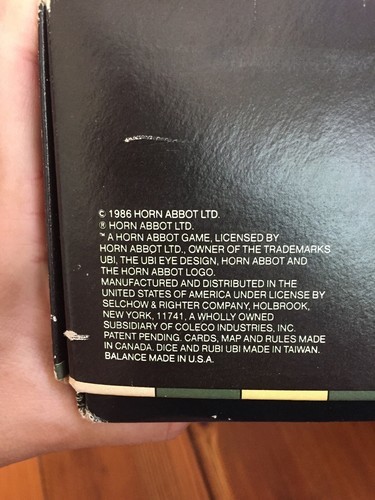 © 1986 HORN ABBOT LTD.
® HORN ABBOT LTD.
™ A HORN ABBOT GAME, LICENSED BY
HORN ABBOT LTD., OWNER OF THE TRADEMARKS
UBI, THE UBI EYE DESIGN, HORN ABBOT AND
THE HORN ABBOT LOGO.
MANUFACTURED AND DISTRIBUTED IN THE
UNITED STATES OF AMERICA UNDER LICENSE BY
SELCHOW & RIGHTER COMPANY, HOLBROOK,
NEW YORK, 11741, A WHOLLY OWNED
SUBSIDIARY OF COLECO INDUSTRIES, INC.
PATENT PENDING. CARDS, MAP AND RULES MADE
IN CANADA. DICE AND RUBI UBI MADE IN TAIWAN.
BALANCE MADE IN U.S.A.